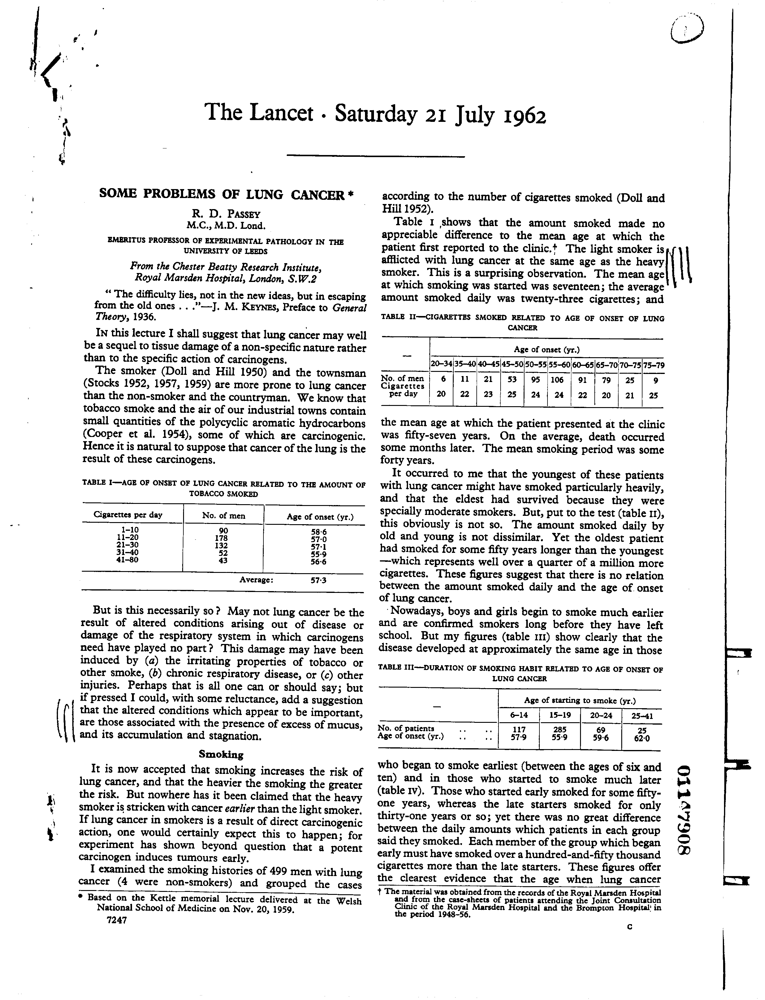 The Lancet · Saturday 21 July 1962
SOME PROBLEMS OF LUNG CANCER *
R. D. PASSEY
M.C., M.D. Lond.
EMERITUS PROFESSOR OF EXPERIMENTAL PATHOLOGY IN THE
UNIVERSITY OF LEEDS
From the Chester Beatty Research Institute,
Royal Marsden Hospital, London, S.W.2
“ The difficulty lies, not in the new ideas, but in escaping
from the old ones . . .”—J. M. KEYNES, Preface to General
Theory, 1936.
IN this lecture I shall suggest that lung cancer may well
be a sequel to tissue damage of a non-specific nature rather
than to the specific action of carcinogens.
The smoker (Doll and Hill 1950) and the townsman
(Stocks 1952, 1957, 1959) are more prone to lung cancer
than the non-smoker and the countryman. We know that
tobacco smoke and the air of our industrial towns contain
small quantities of the polycyclic aromatic hydrocarbons
(Cooper et al. 1954), some of which are carcinogenic.
Hence it is natural to suppose that cancer of the lung is the
result of these carcinogens.
TABLE I—AGE OF ONSET OF LUNG CANCER RELATED TO THE AMOUNT OF
TOBACCO SMOKED
Cigarettes per day No. of men Age of onset (yr.)
1–10 90 58·6
11–20 178 57·0
21–30 132 57·1
31–40 52 55·9
41–80 43 56·6
Average: 57·3
But is this necessarily so ? May not lung cancer be the
result of altered conditions arising out of disease or
damage of the respiratory system in which carcinogens
need have played no part ? This damage may have been
induced by (a) the irritating properties of tobacco or
other smoke, (b) chronic respiratory disease, or (c) other
injuries. Perhaps that is all one can or should say; but
if pressed I could, with some reluctance, add a suggestion
that the altered conditions which appear to be important,
are those associated with the presence of excess of mucus,
and its accumulation and stagnation.
Smoking
It is now accepted that smoking increases the risk of
lung cancer, and that the heavier the smoking the greater
the risk. But nowhere has it been claimed that the heavy
smoker is stricken with cancer earlier than the light smoker.
If lung cancer in smokers is a result of direct carcinogenic
action, one would certainly expect this to happen; for
experiment has shown beyond question that a potent
carcinogen induces tumours early.
I examined the smoking histories of 499 men with lung
cancer (4 were non-smokers) and grouped the cases
* Based on the Kettle memorial lecture delivered at the Welsh
National School of Medicine on Nov. 20, 1959.
7247
according to the number of cigarettes smoked (Doll and
Hill 1952).
Table I shows that the amount smoked made no
appreciable difference to the mean age at which the
patient first reported to the clinic.† The light smoker is
afflicted with lung cancer at the same age as the heavy
smoker. This is a surprising observation. The mean age
at which smoking was started was seventeen; the average
amount smoked daily was twenty-three cigarettes; and
TABLE II—CIGARETTES SMOKED RELATED TO AGE OF ONSET OF LUNG
CANCER
— Age of onset (yr.)
20–34 35–40 40–45 45–50 50–55 55–60 60–65 65–70 70–75 75–79
No. of men 6 11 21 53 95 106 91 79 25 9
Cigarettes
per day 20 22 23 25 24 24 22 20 21 25
the mean age at which the patient presented at the clinic
was fifty-seven years. On the average, death occurred
some months later. The mean smoking period was some
forty years.
It occurred to me that the youngest of these patients
with lung cancer might have smoked particularly heavily,
and that the eldest had survived because they were
specially moderate smokers. But, put to the test (table II),
this obviously is not so. The amount smoked daily by
old and young is not dissimilar. Yet the oldest patient
had smoked for some fifty years longer than the youngest
—which represents well over a quarter of a million more
cigarettes. These figures suggest that there is no relation
between the amount smoked daily and the age of onset
of lung cancer.
Nowadays, boys and girls begin to smoke much earlier
and are confirmed smokers long before they have left
school. But my figures (table III) show clearly that the
disease developed at approximately the same age in those
TABLE III—DURATION OF SMOKING HABIT RELATED TO AGE OF ONSET OF
LUNG CANCER
— Age of starting to smoke (yr.)
6–14 15–19 20–24 25–41
No. of patients .. .. 117 285 69 25
Age of onset (yr.) .. .. 57·9 55·9 59·6 62·0
who began to smoke earliest (between the ages of six and
ten) and in those who started to smoke much later
(table IV). Those who started early smoked for some fifty-
one years, whereas the late starters smoked for only
thirty-one years or so; yet there was no great difference
between the daily amounts which patients in each group
said they smoked. Each member of the group which began
early must have smoked over a hundred-and-fifty thousand
cigarettes more than the late starters. These figures offer
the clearest evidence that the age when lung cancer
† The material was obtained from the records of the Royal Marsden Hospital
and from the case-sheets of patients attending the Joint Consultation
Clinic of the Royal Marsden Hospital and the Brompton Hospital in
the period 1948–56.
C
01147908